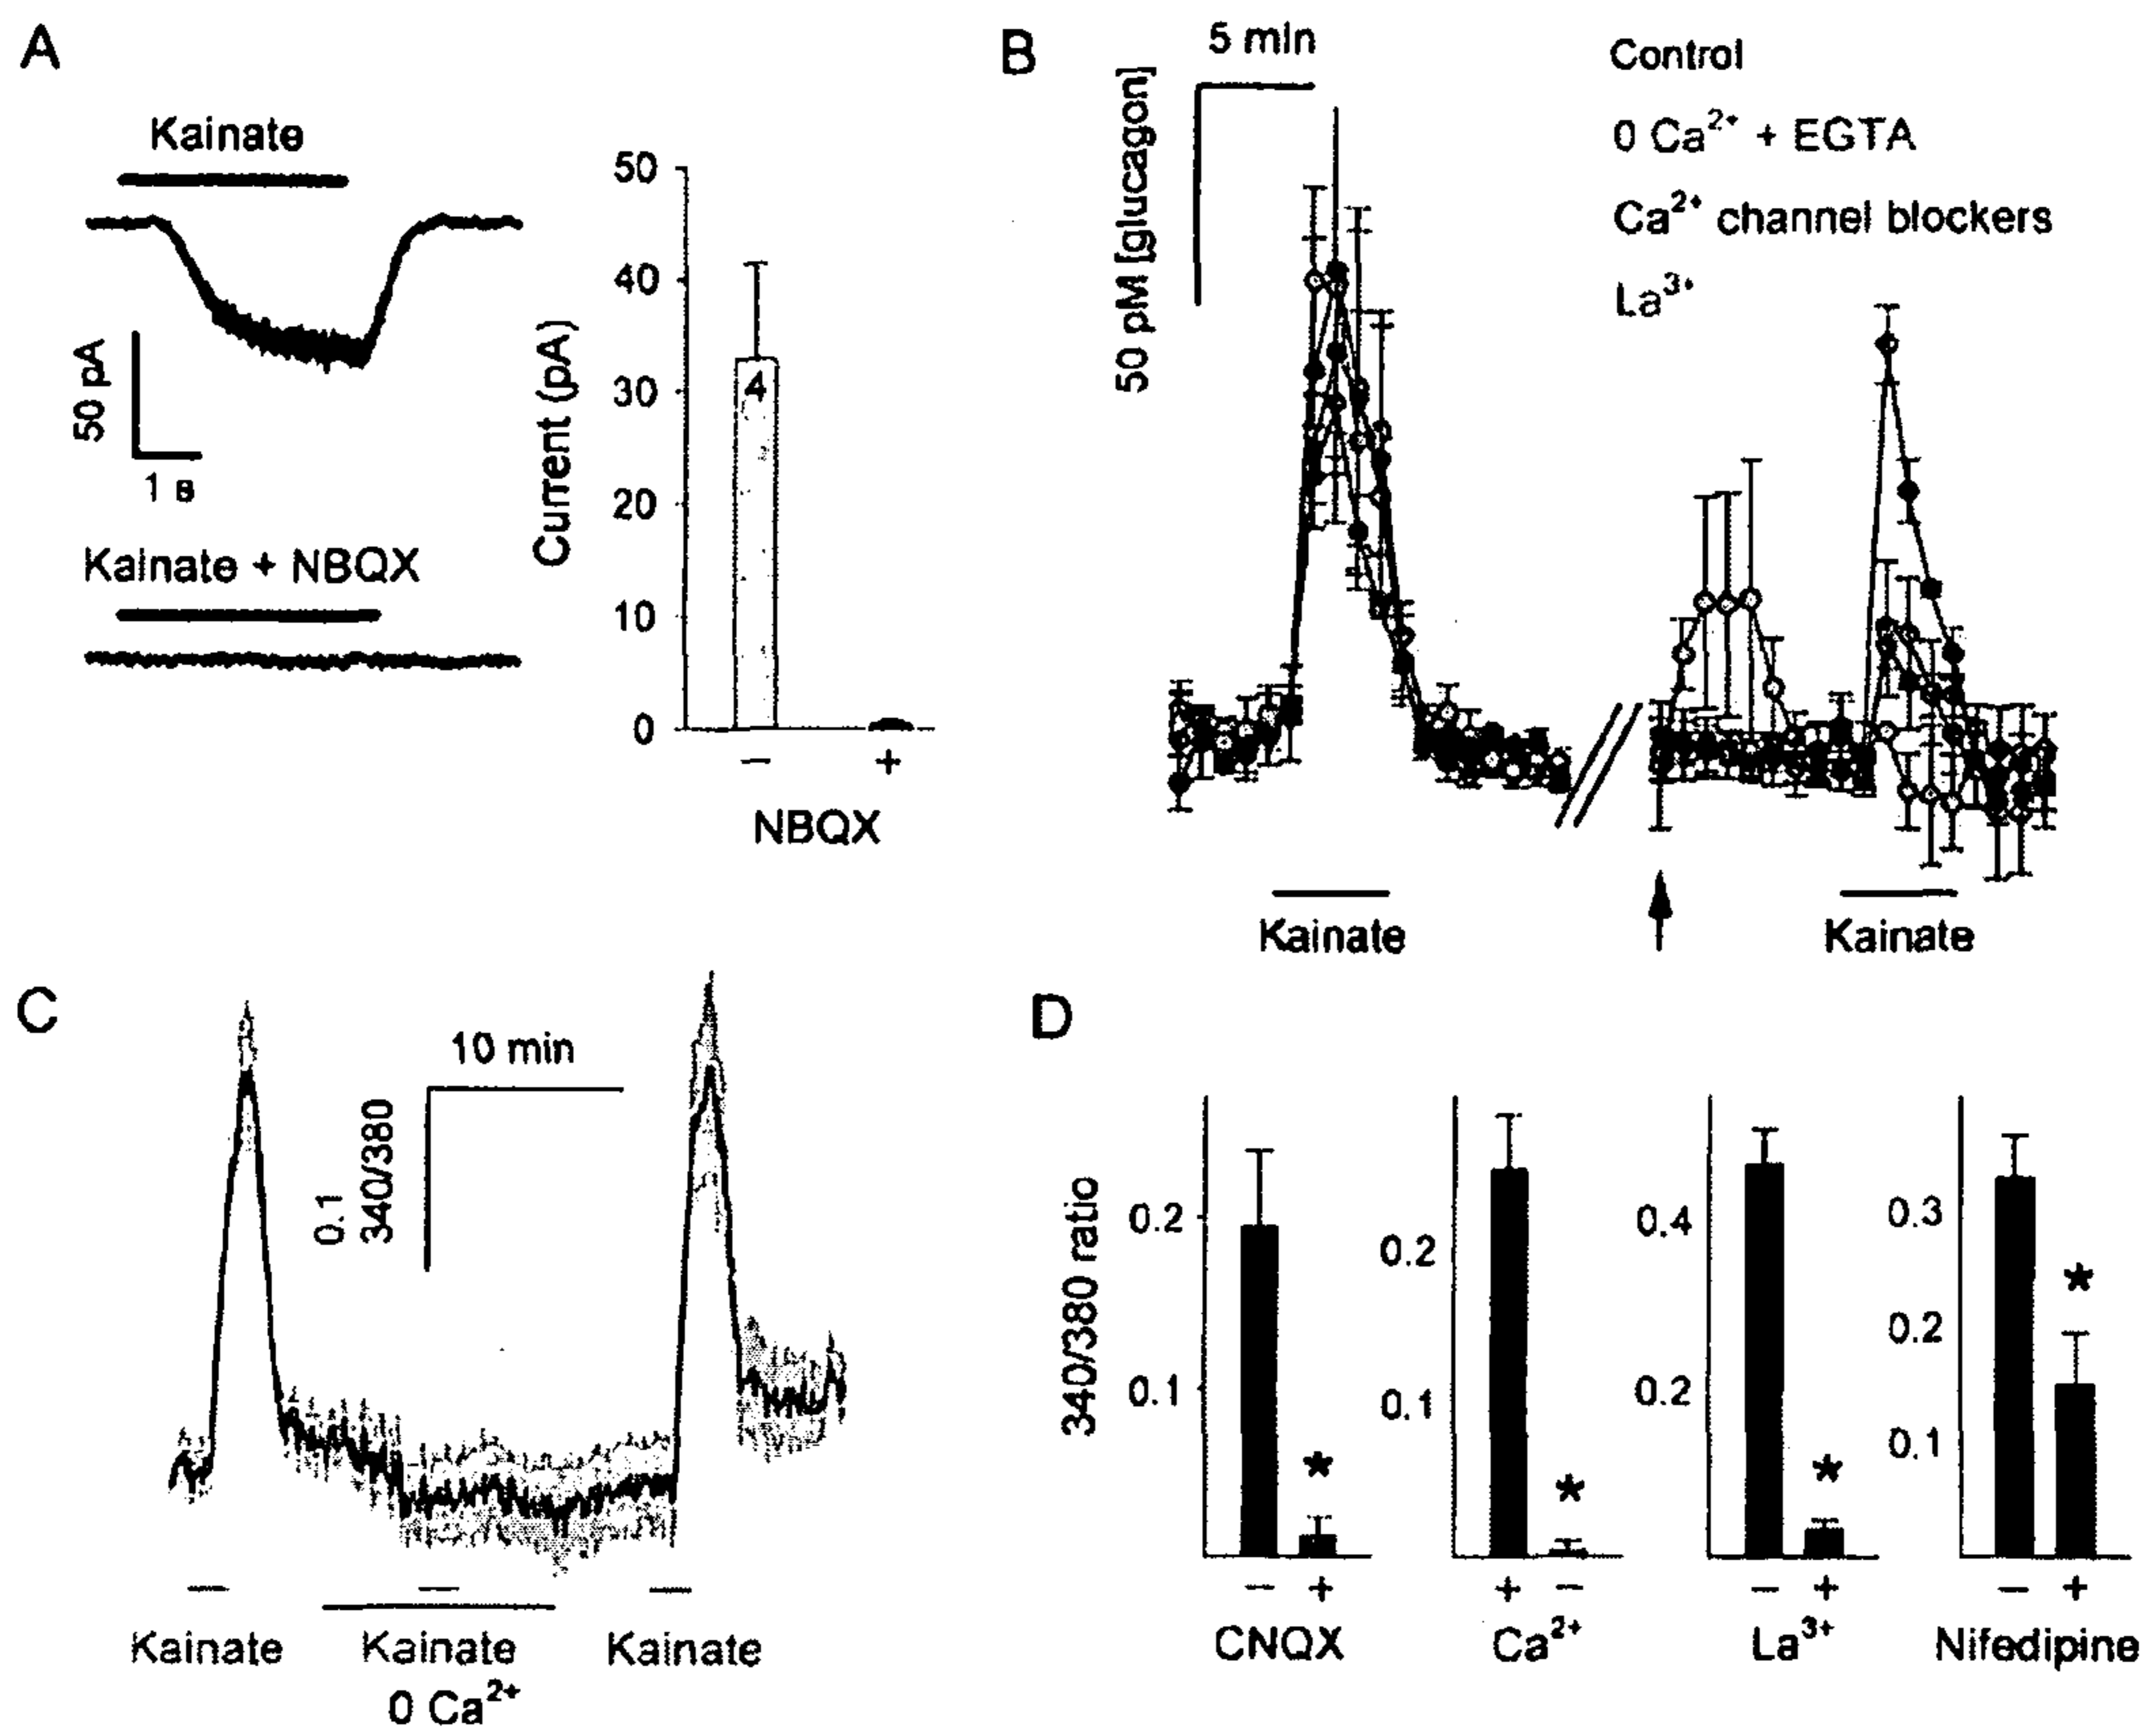 A
Kainate
50 pA
1 s
Kainate + NBQX
Current (pA)
50
40
30
20
10
0
4
− +
NBQX
B
5 min
50 pM [glucagon]
Control
0 Ca²⁺ + EGTA
Ca²⁺ channel blockers
La³⁺
Kainate
Kainate
C
10 min
0.1
340/380
Kainate
Kainate
0 Ca²⁺
Kainate
D
340/380 ratio
0.2
0.1
*
− +
CNQX
0.2
0.1
*
+ −
Ca²⁺
0.4
0.2
*
− +
La³⁺
0.3
0.2
0.1
*
− +
Nifedipine